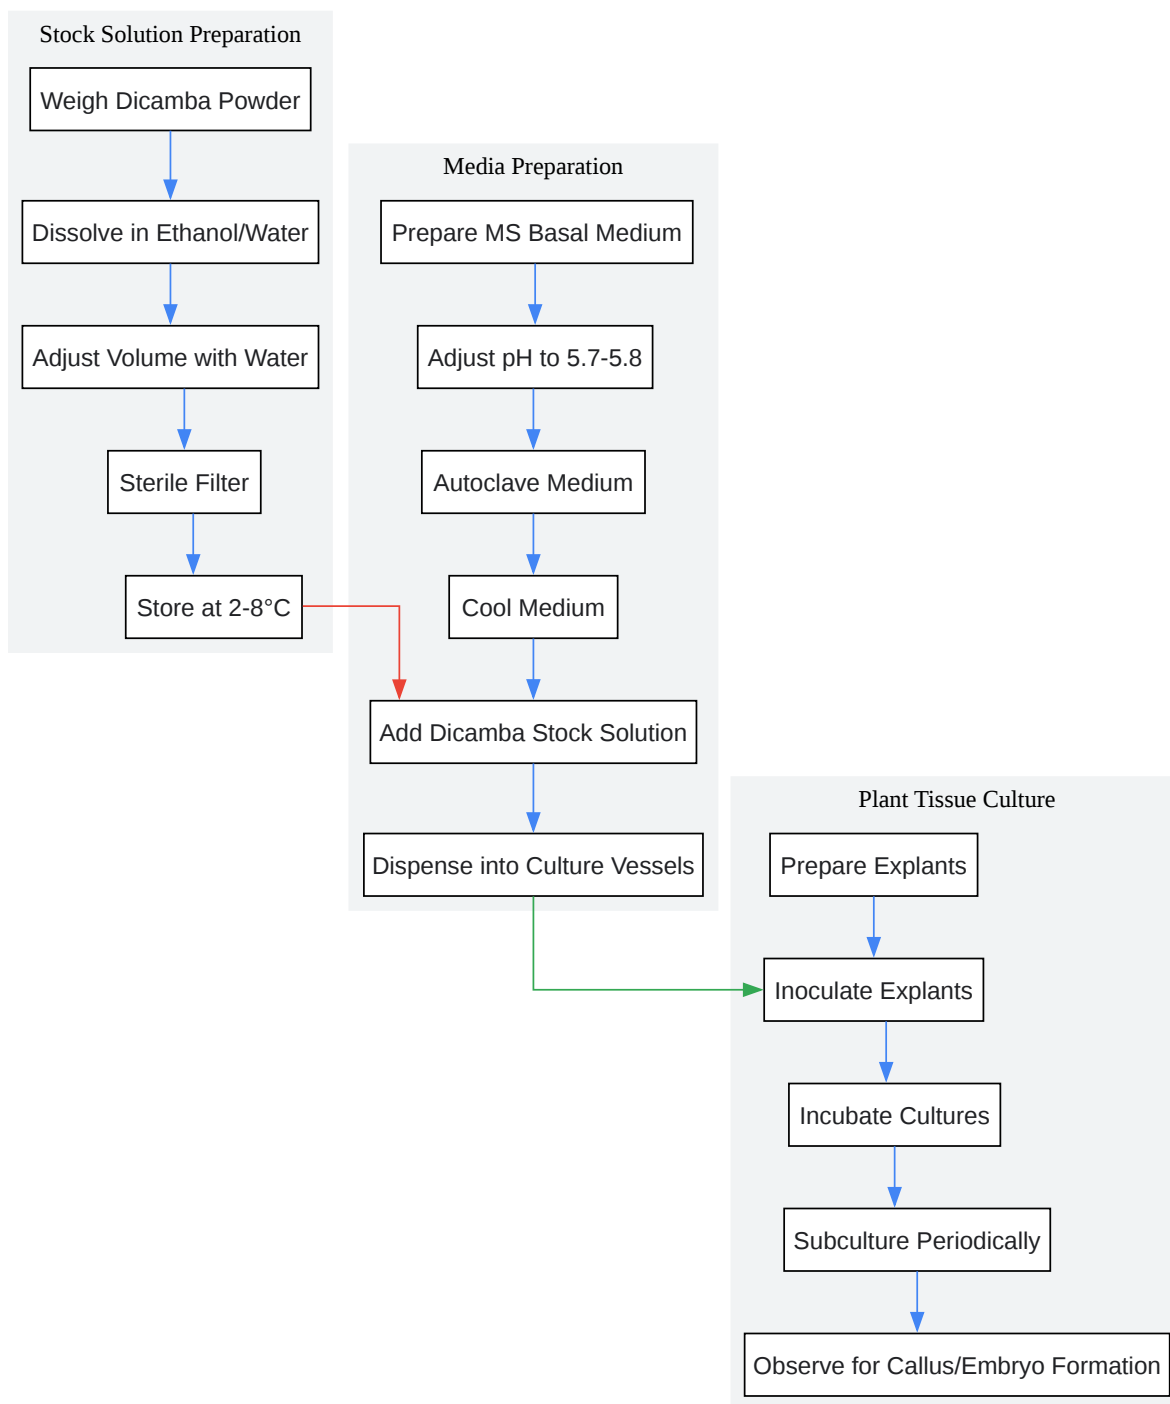 Stock Solution Preparation
Weigh Dicamba Powder
Dissolve in Ethanol/Water
Adjust Volume with Water
Sterile Filter
Store at 2-8°C
Media Preparation
Prepare MS Basal Medium
Adjust pH to 5.7-5.8
Autoclave Medium
Cool Medium
Add Dicamba Stock Solution
Dispense into Culture Vessels
Plant Tissue Culture
Prepare Explants
Inoculate Explants
Incubate Cultures
Subculture Periodically
Observe for Callus/Embryo Formation